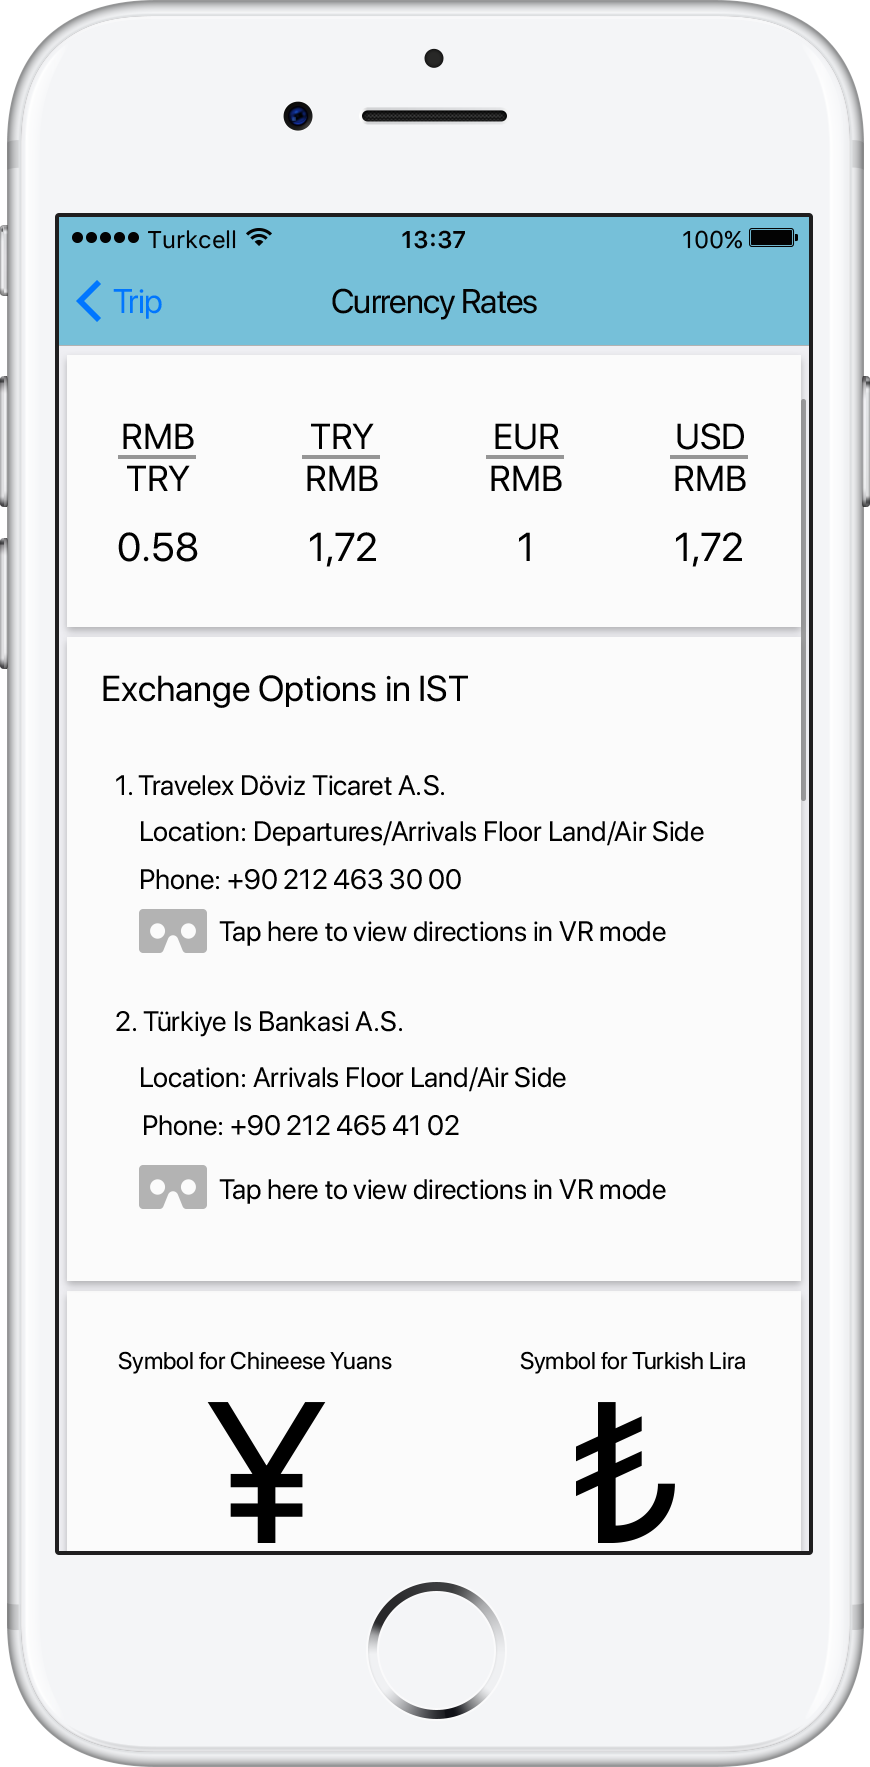 Turkcell 13:37 100%
Trip Currency Rates
RMB TRY EUR USD
TRY RMB RMB RMB
0.58 1,72 1 1,72
Exchange Options in IST
1. Travelex Döviz Ticaret A.S.
Location: Departures/Arrivals Floor Land/Air Side
Phone: +90 212 463 30 00
Tap here to view directions in VR mode
2. Türkiye Is Bankasi A.S.
Location: Arrivals Floor Land/Air Side
Phone: +90 212 465 41 02
Tap here to view directions in VR mode
Symbol for Chineese Yuans Symbol for Turkish Lira
¥ ₺